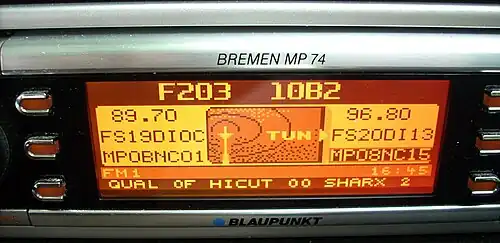 BREMEN MP 74
F203 10B2
89.70 96.80
FS19DI0C TUN FS20DI13
MP0BNC01 MP08NC15
FM1 16:45
QUAL OF HICUT 00 SHARX 2
BLAUPUNKT